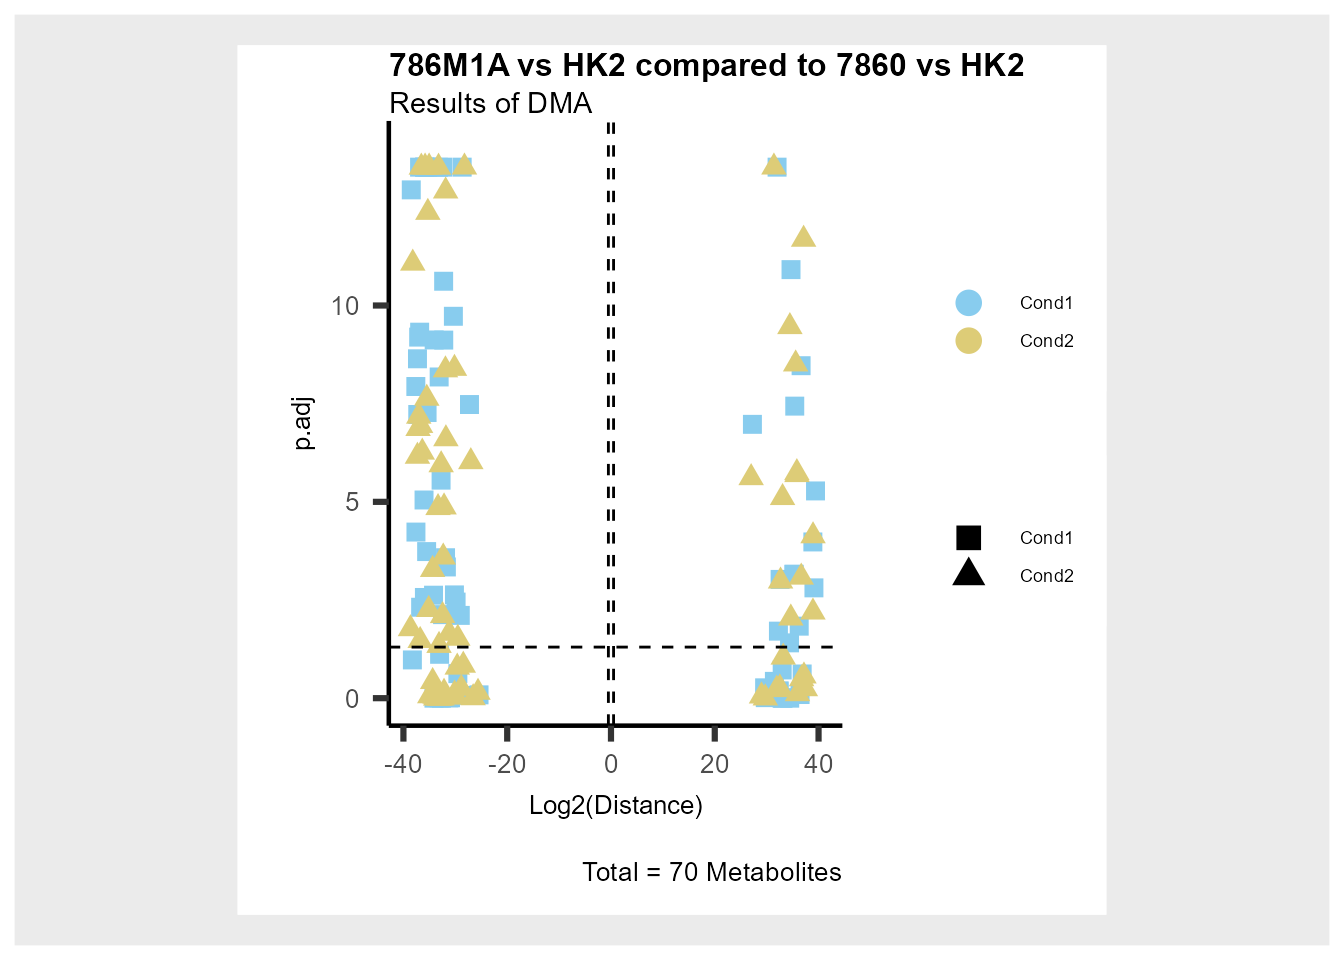 786M1A vs HK2 compared to 7860 vs HK2
Results of DMA
10
5
0
p.adj
-40 -20 0 20 40
Log2(Distance)
Cond1
Cond2
Cond1
Cond2
Total = 70 Metabolites